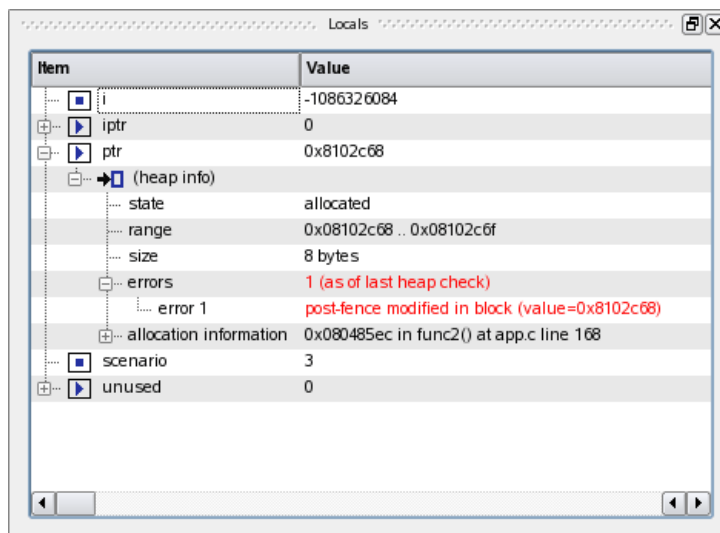 Locals
Item Value
i -1086326084
iptr 0
ptr 0x8102c68
(heap info)
state allocated
range 0x08102c68 .. 0x08102c6f
size 8 bytes
errors 1 (as of last heap check)
error 1 post-fence modified in block (value=0x8102c68)
allocation information 0x080485ec in func2() at app.c line 168
scenario 3
unused 0